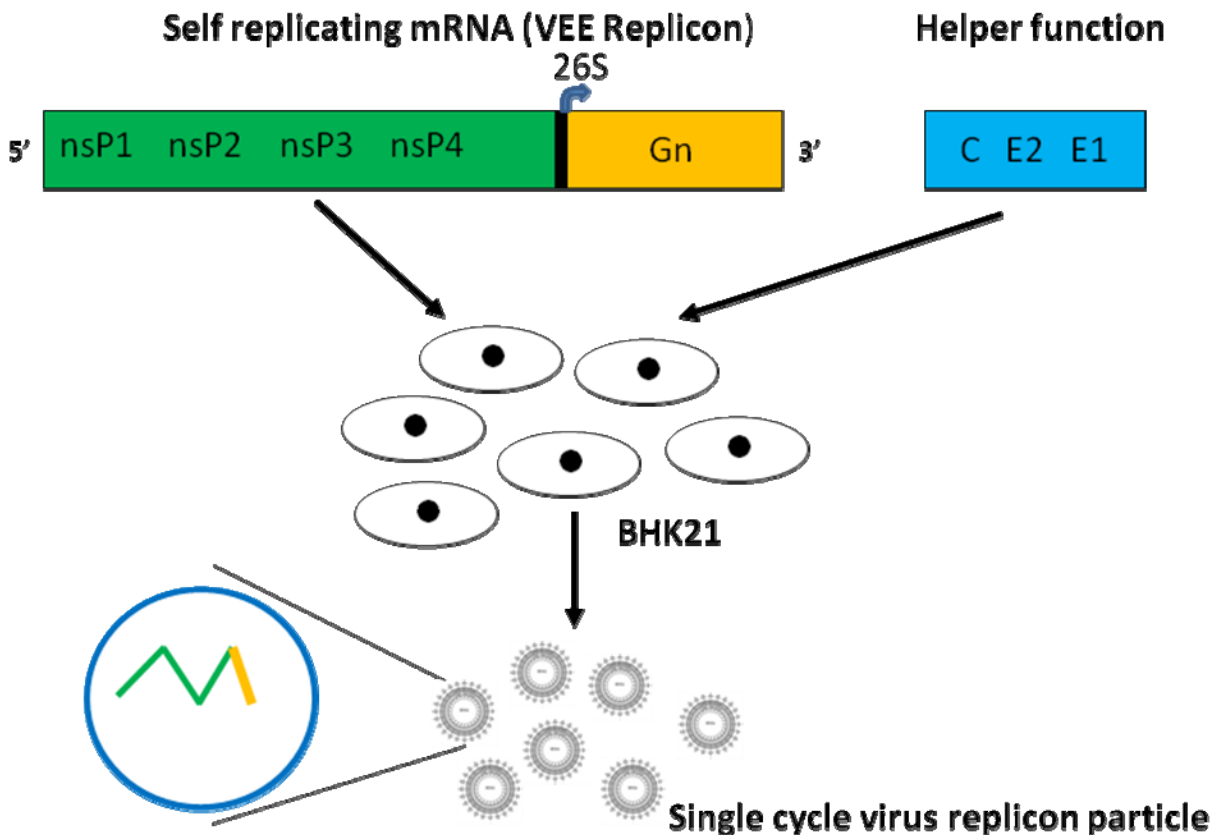 Self replicating mRNA (VEE Replicon)
Helper function
26S
5’ nsP1 nsP2 nsP3 nsP4 Gn 3’
C E2 E1
BHK21
Single cycle virus replicon particle